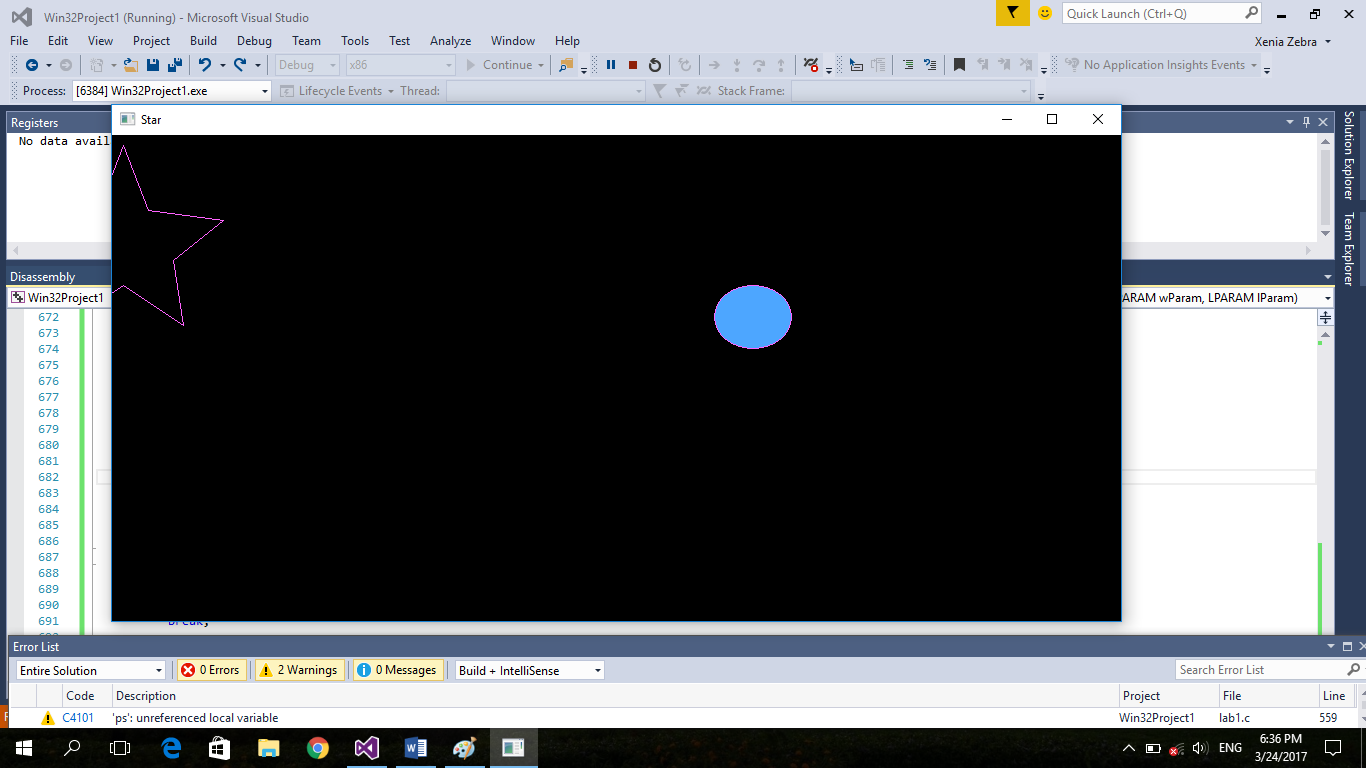 Win32Project1 (Running) - Microsoft Visual Studio
Quick Launch (Ctrl+Q)
File Edit View Project Build Debug Team Tools Test Analyze Window Help
Xenia Zebra
Debug x86 Continue No Application Insights Events
Process: [6384] Win32Project1.exe Lifecycle Events Thread: Stack Frame:
Registers
Star
No data avail
Solution Explorer
Team Explorer
Disassembly
Win32Project1
ARAM wParam, LPARAM lParam)
672
673
674
675
676
677
678
679
680
681
682
683
684
685
686
687
688
689
690
691 break;
Error List
Entire Solution 0 Errors 2 Warnings 0 Messages Build + IntelliSense Search Error List
Code Description Project File Line
C4101 'ps': unreferenced local variable Win32Project1 lab1.c 559
ENG
6:36 PM
3/24/2017